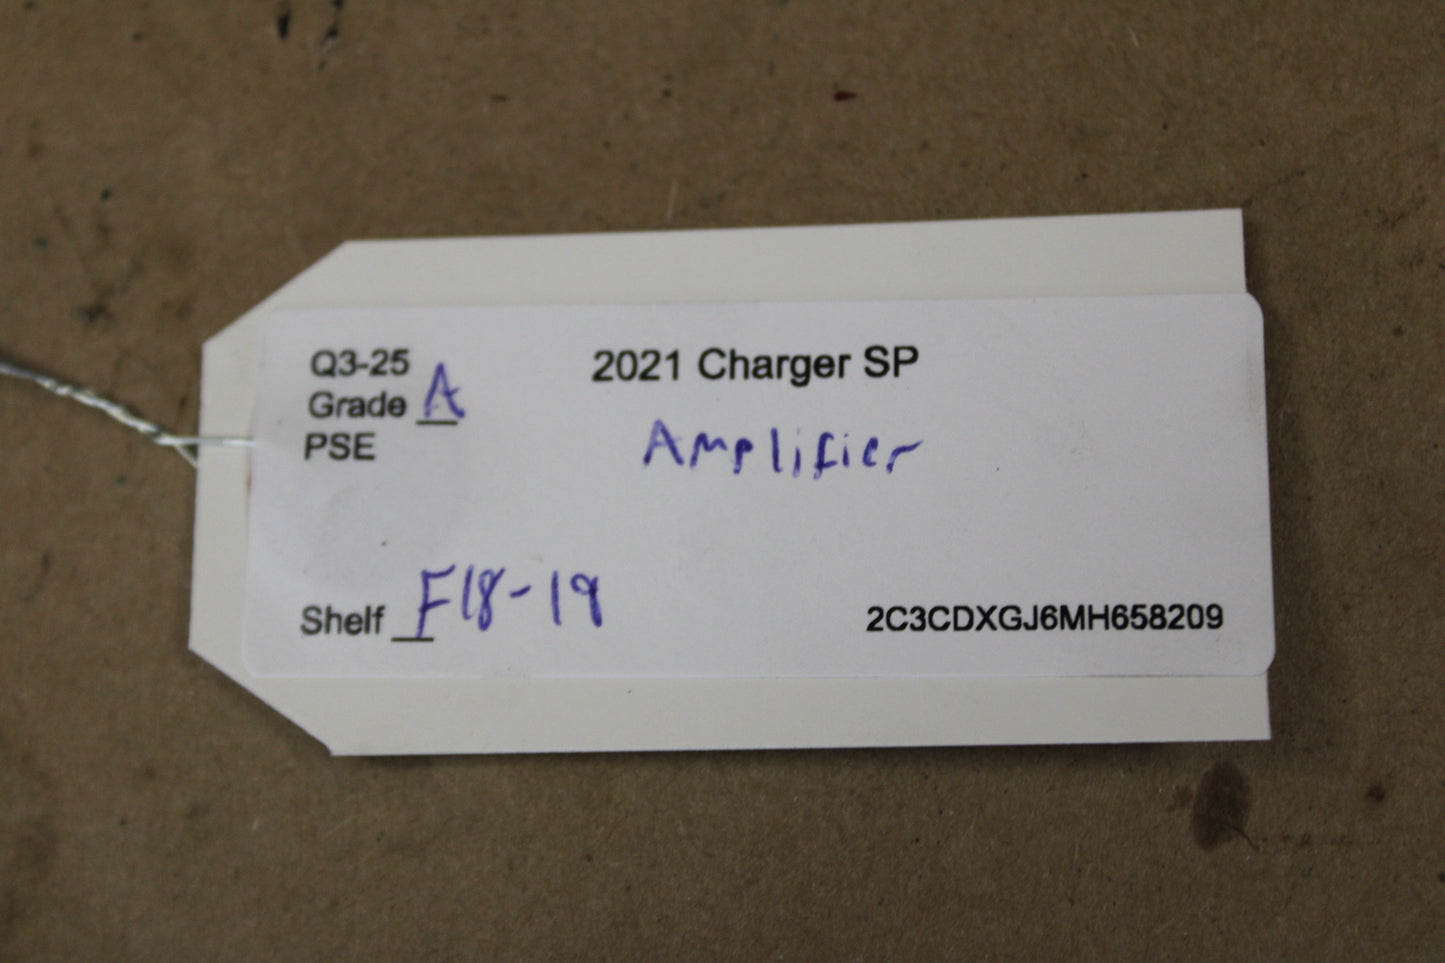 Q3-25
2021 Charger SP
Grade A
PSE
Amplifier
Shelf F18-19
2C3CDXGJ6MH658209